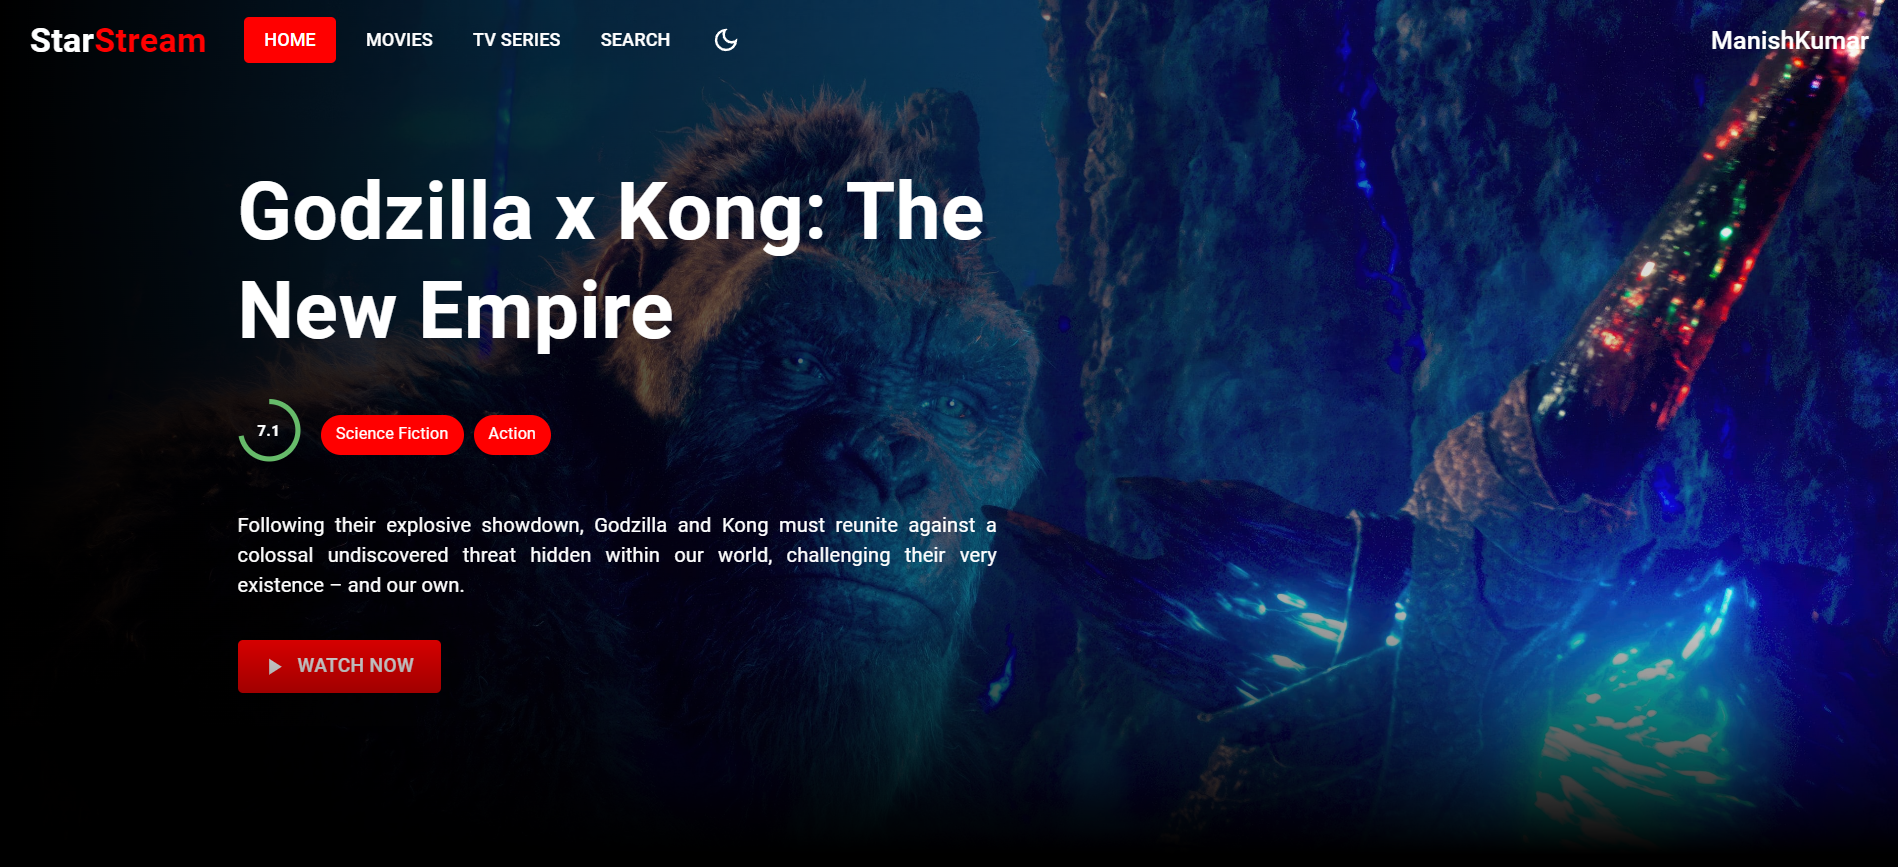 StarStream HOME MOVIES TV SERIES SEARCH ManishKumar
Godzilla x Kong: The
New Empire
7.1 Science Fiction Action
Following their explosive showdown, Godzilla and Kong must reunite against a
colossal undiscovered threat hidden within our world, challenging their very
existence – and our own.
WATCH NOW